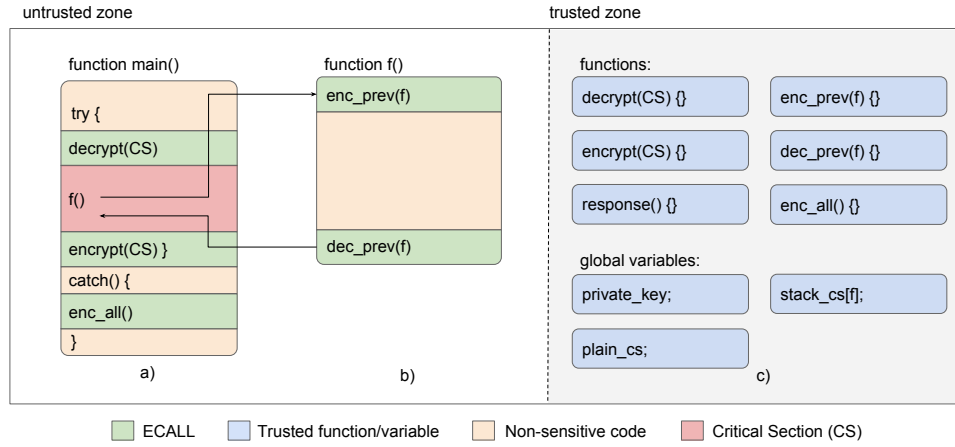 untrusted zone
trusted zone
function main()
try {
decrypt(CS)
f()
encrypt(CS) }
catch() {
enc_all()
}
a)
function f()
enc_prev(f)
dec_prev(f)
b)
functions:
decrypt(CS) {}
enc_prev(f) {}
encrypt(CS) {}
dec_prev(f) {}
response() {}
enc_all() {}
global variables:
private_key;
stack_cs[f];
plain_cs;
c)
ECALL
Trusted function/variable
Non-sensitive code
Critical Section (CS)